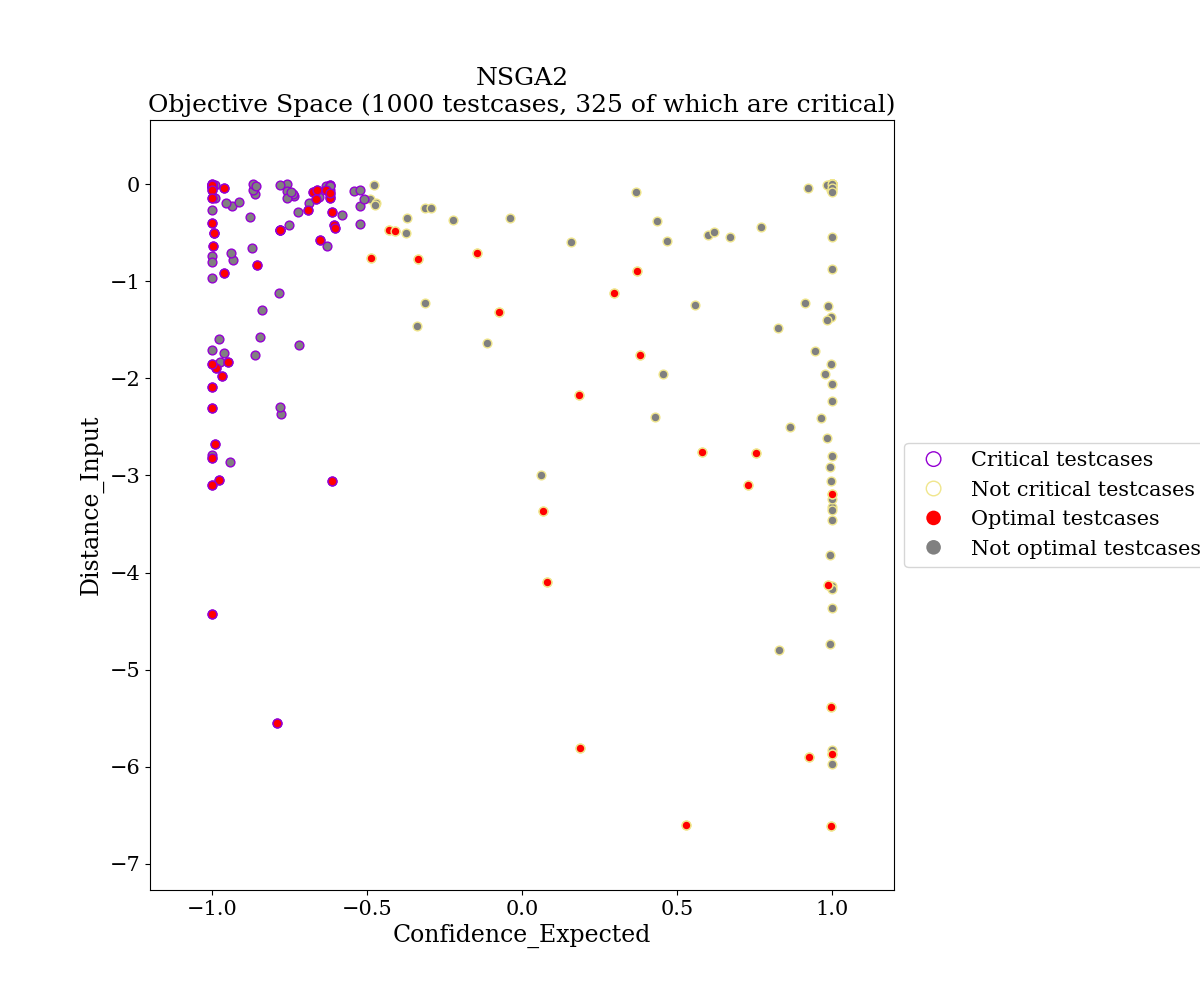 NSGA2
Objective Space (1000 testcases, 325 of which are critical)
0
−1
−2
−3
−4
−5
−6
−7
Distance_Input
−1.0
−0.5
0.0
0.5
1.0
Confidence_Expected
Critical testcases
Not critical testcases
Optimal testcases
Not optimal testcases